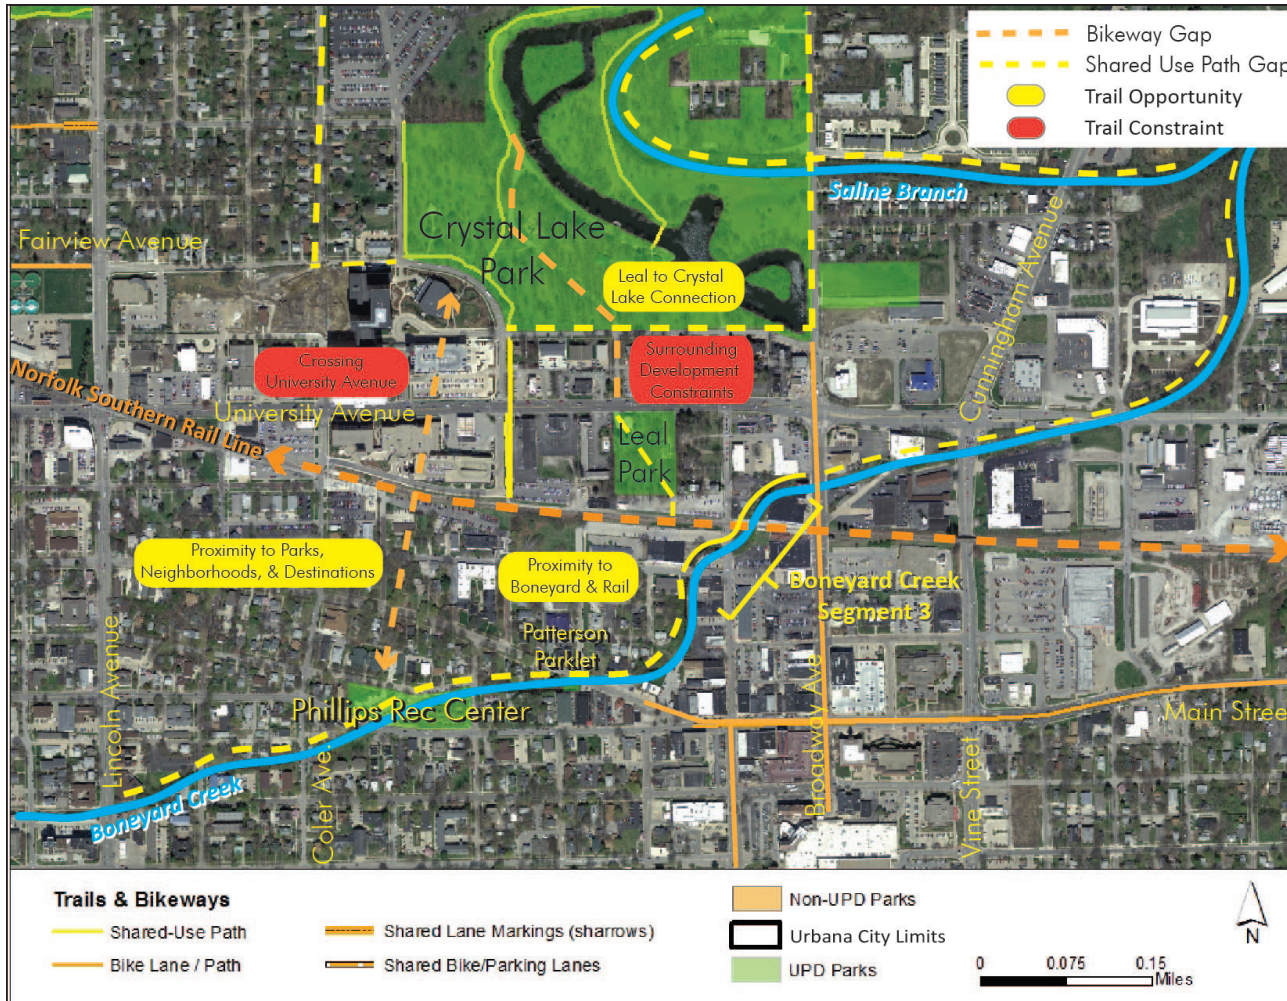 Bikeway Gap
Shared Use Path Gap
Trail Opportunity
Trail Constraint
Saline Branch
Fairview Avenue
Crystal Lake
Park
Leal to Crystal
Lake Connection
Cunningham Avenue
Crossing
University Avenue
Surrounding
Development
Constraints
Norfolk Southern Rail Line
University Avenue
Leal
Park
Proximity to Parks,
Neighborhoods, & Destinations
Proximity to
Boneyard & Rail
Boneyard Creek
Segment 3
Patterson
Parklet
Lincoln Avenue
Phillips Rec Center
Broadway Ave
Main Stree
Coler Ave.
Vine Street
Boneyard Creek
Trails & Bikeways
Shared-Use Path
Bike Lane / Path
Shared Lane Markings (sharrows)
Shared Bike/Parking Lanes
Non-UPD Parks
Urbana City Limits
UPD Parks
N
0 0.075 0.15
Miles